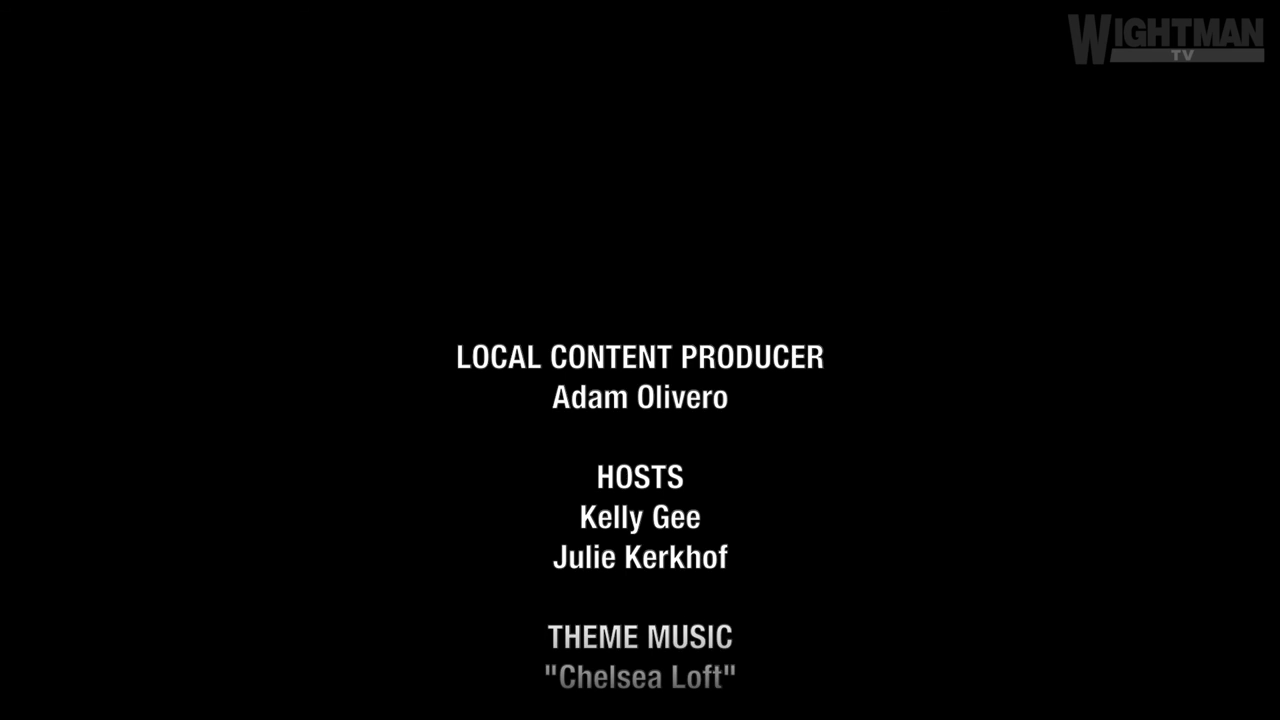 WIGHTMAN
TV
LOCAL CONTENT PRODUCER
Adam Olivero
HOSTS
Kelly Gee
Julie Kerkhof
THEME MUSIC
"Chelsea Loft"